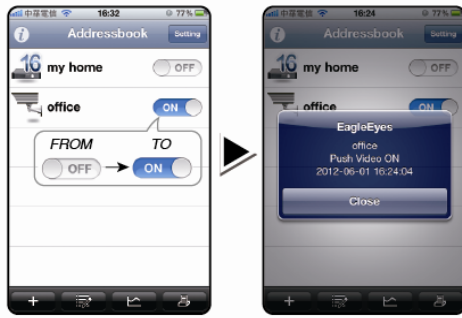 中華電信 16:32 77%
Addressbook Setting
16 my home OFF
office ON
FROM TO
OFF ON
中華電信 16:24 77%
Addressbook Setting
16 my home OFF
office ON
EagleEyes
office
Push Video ON
2012-06-01 16:24:04
Close